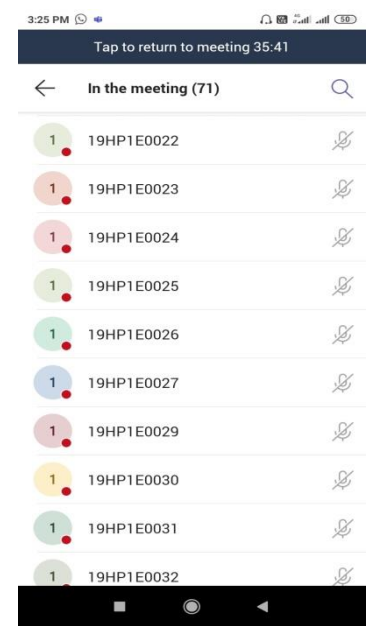 3:25 PM 50
Tap to return to meeting 35:41
In the meeting (71)
1 19HP1E0022
1 19HP1E0023
1 19HP1E0024
1 19HP1E0025
1 19HP1E0026
1 19HP1E0027
1 19HP1E0029
1 19HP1E0030
1 19HP1E0031
1 19HP1E0032